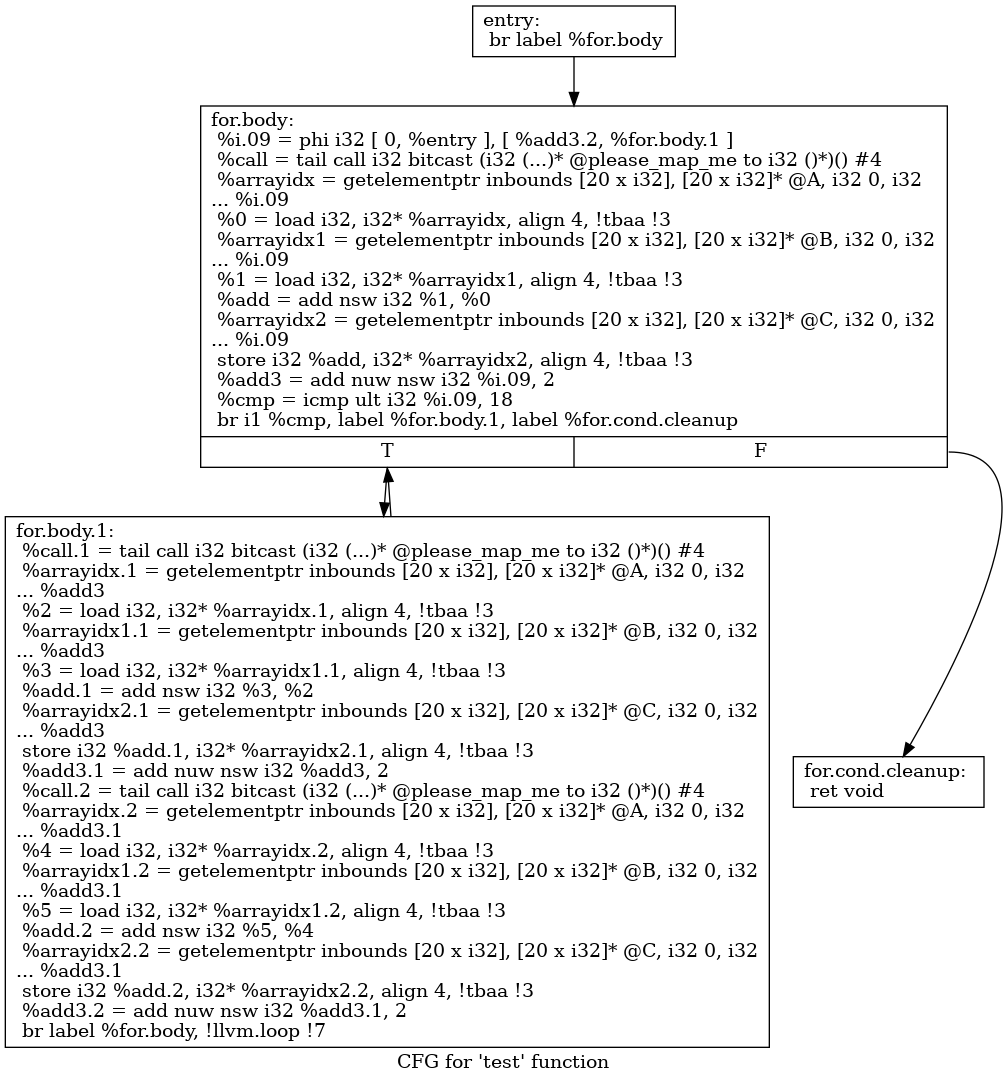 entry:
br label %for.body
for.body:
%i.09 = phi i32 [ 0, %entry ], [ %add3.2, %for.body.1 ]
%call = tail call i32 bitcast (i32 (...)* @please_map_me to i32 ()*)() #4
%arrayidx = getelementptr inbounds [20 x i32], [20 x i32]* @A, i32 0, i32
... %i.09
%0 = load i32, i32* %arrayidx, align 4, !tbaa !3
%arrayidx1 = getelementptr inbounds [20 x i32], [20 x i32]* @B, i32 0, i32
... %i.09
%1 = load i32, i32* %arrayidx1, align 4, !tbaa !3
%add = add nsw i32 %1, %0
%arrayidx2 = getelementptr inbounds [20 x i32], [20 x i32]* @C, i32 0, i32
... %i.09
store i32 %add, i32* %arrayidx2, align 4, !tbaa !3
%add3 = add nuw nsw i32 %i.09, 2
%cmp = icmp ult i32 %i.09, 18
br i1 %cmp, label %for.body.1, label %for.cond.cleanup
T
F
for.body.1:
%call.1 = tail call i32 bitcast (i32 (...)* @please_map_me to i32 ()*)() #4
%arrayidx.1 = getelementptr inbounds [20 x i32], [20 x i32]* @A, i32 0, i32
... %add3
%2 = load i32, i32* %arrayidx.1, align 4, !tbaa !3
%arrayidx1.1 = getelementptr inbounds [20 x i32], [20 x i32]* @B, i32 0, i32
... %add3
%3 = load i32, i32* %arrayidx1.1, align 4, !tbaa !3
%add.1 = add nsw i32 %3, %2
%arrayidx2.1 = getelementptr inbounds [20 x i32], [20 x i32]* @C, i32 0, i32
... %add3
store i32 %add.1, i32* %arrayidx2.1, align 4, !tbaa !3
%add3.1 = add nuw nsw i32 %add3, 2
%call.2 = tail call i32 bitcast (i32 (...)* @please_map_me to i32 ()*)() #4
%arrayidx.2 = getelementptr inbounds [20 x i32], [20 x i32]* @A, i32 0, i32
... %add3.1
%4 = load i32, i32* %arrayidx.2, align 4, !tbaa !3
%arrayidx1.2 = getelementptr inbounds [20 x i32], [20 x i32]* @B, i32 0, i32
... %add3.1
%5 = load i32, i32* %arrayidx1.2, align 4, !tbaa !3
%add.2 = add nsw i32 %5, %4
%arrayidx2.2 = getelementptr inbounds [20 x i32], [20 x i32]* @C, i32 0, i32
... %add3.1
store i32 %add.2, i32* %arrayidx2.2, align 4, !tbaa !3
%add3.2 = add nuw nsw i32 %add3.1, 2
br label %for.body, !llvm.loop !7
for.cond.cleanup:
ret void
CFG for 'test' function